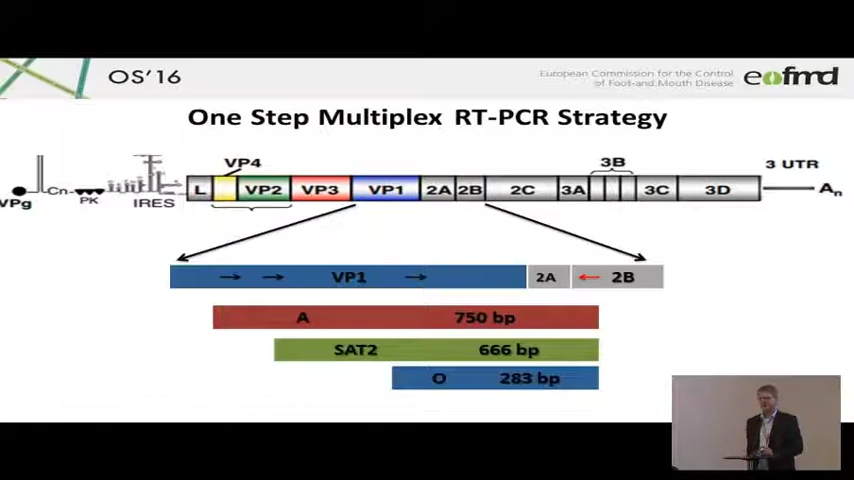 OS'16
European Commission for the Control
of Foot-and-Mouth Disease
eofmd
One Step Multiplex RT-PCR Strategy
VP4
3B
3 UTR
VPg
Cn
PK
IRES
L
VP2
VP3
VP1
2A
2B
2C
3A
3C
3D
An
VP1
2A
2B
A 750 bp
SAT2 666 bp
O 283 bp